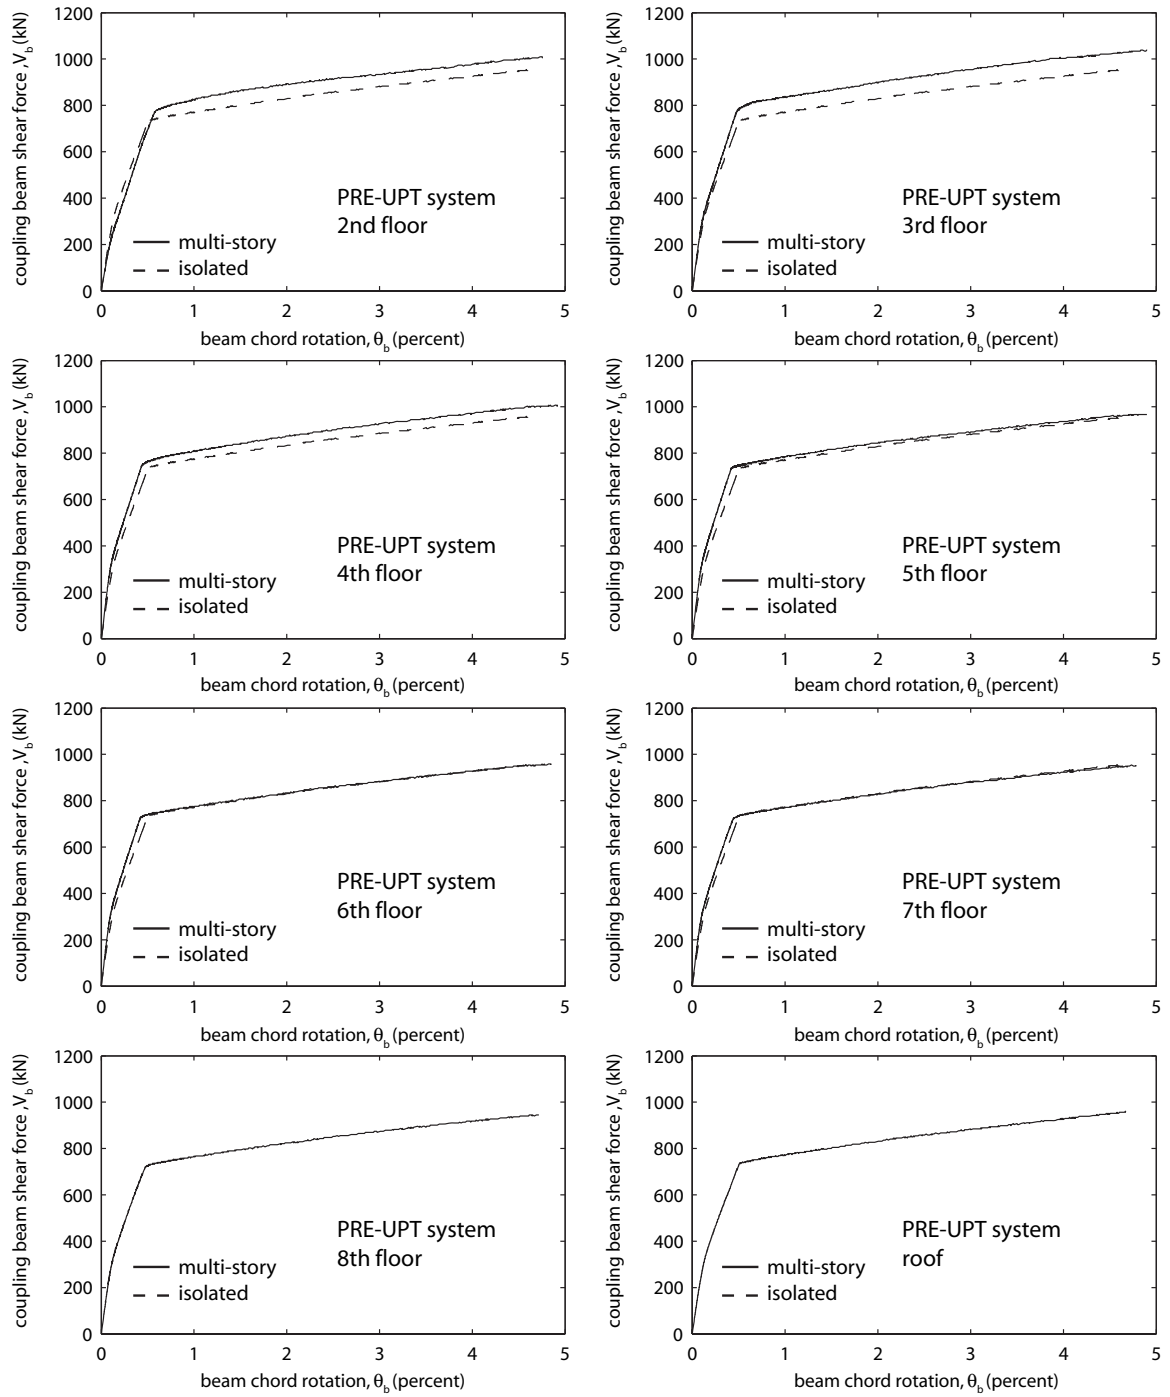 1200
1000
800
600
400
200
0
coupling beam shear force ,V_b (kN)
PRE-UPT system
2nd floor
multi-story
isolated
0 1 2 3 4 5
beam chord rotation, θ_b (percent)
1200
1000
800
600
400
200
0
coupling beam shear force ,V_b (kN)
PRE-UPT system
3rd floor
multi-story
isolated
0 1 2 3 4 5
beam chord rotation, θ_b (percent)
1200
1000
800
600
400
200
0
coupling beam shear force ,V_b (kN)
PRE-UPT system
4th floor
multi-story
isolated
0 1 2 3 4 5
beam chord rotation, θ_b (percent)
1200
1000
800
600
400
200
0
coupling beam shear force ,V_b (kN)
PRE-UPT system
5th floor
multi-story
isolated
0 1 2 3 4 5
beam chord rotation, θ_b (percent)
1200
1000
800
600
400
200
0
coupling beam shear force ,V_b (kN)
PRE-UPT system
6th floor
multi-story
isolated
0 1 2 3 4 5
beam chord rotation, θ_b (percent)
1200
1000
800
600
400
200
0
coupling beam shear force ,V_b (kN)
PRE-UPT system
7th floor
multi-story
isolated
0 1 2 3 4 5
beam chord rotation, θ_b (percent)
1200
1000
800
600
400
200
0
coupling beam shear force ,V_b (kN)
PRE-UPT system
8th floor
multi-story
isolated
0 1 2 3 4 5
beam chord rotation, θ_b (percent)
1200
1000
800
600
400
200
0
coupling beam shear force ,V_b (kN)
PRE-UPT system
roof
multi-story
isolated
0 1 2 3 4 5
beam chord rotation, θ_b (percent)